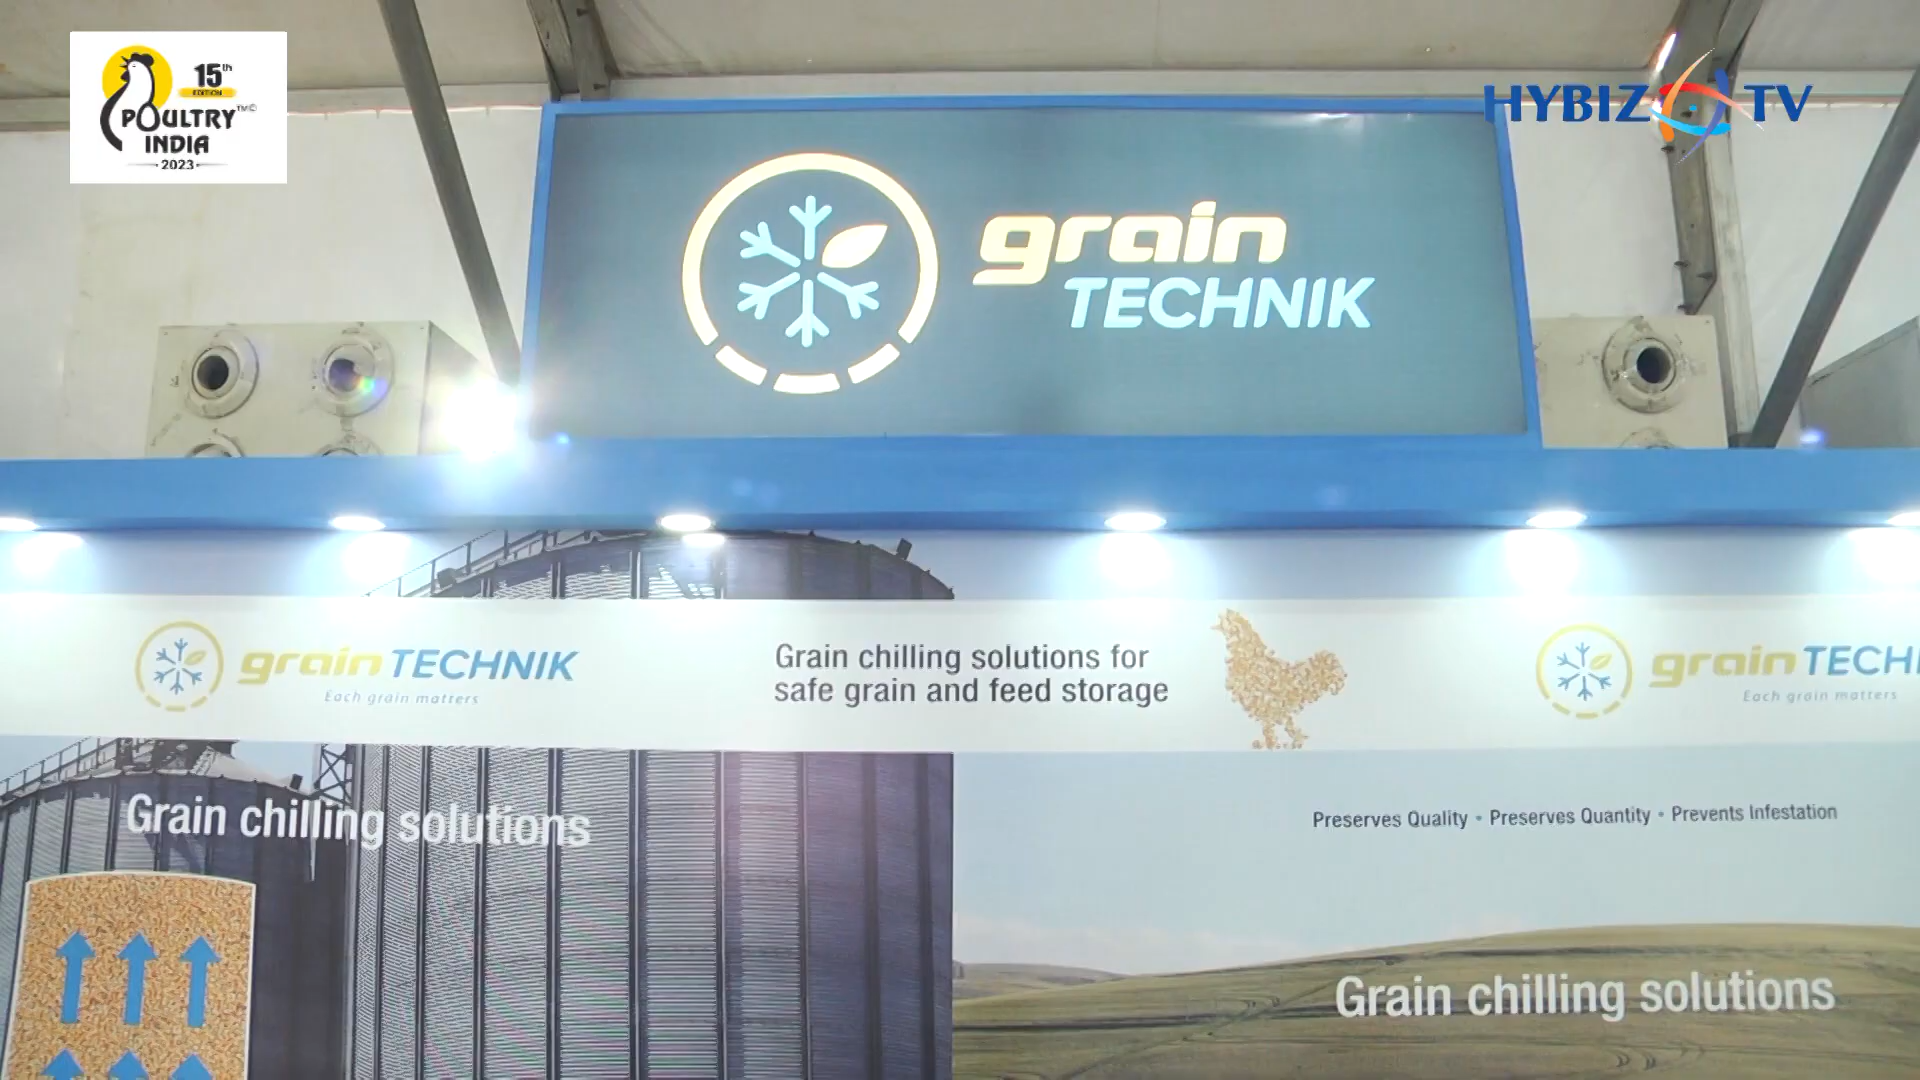 15th
EDITION
POULTRY TM©
INDIA
2023
HYBIZ TV
grain
TECHNIK
grain TECHNIK
Each grain matters
Grain chilling solutions for
safe grain and feed storage
grain TECH
Each grain matters
Grain chilling solutions
Preserves Quality • Preserves Quantity • Prevents Infestation
Grain chilling solutions